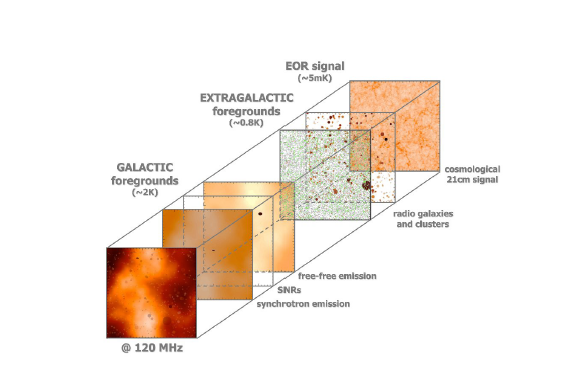 EOR signal
(~5mK)
EXTRAGALACTIC
foregrounds
(~0.8K)
GALACTIC
foregrounds
(~2K)
cosmological
21cm signal
radio galaxies
and clusters
free-free emission
SNRs
synchrotron emission
@ 120 MHz